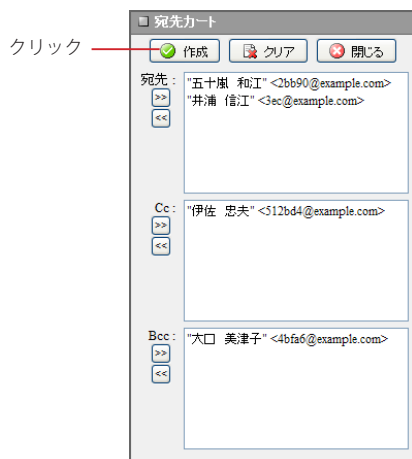 宛先カート
クリック
作成 クリア 閉じる
宛先 :
"五十嵐 和江" <2bb90@example.com>
>>
"井浦 信江" <3ec@example.com>
<<
Cc :
"伊佐 忠夫" <512bd4@example.com>
>>
<<
Bcc :
"大口 美津子" <4bfa6@example.com>
>>
<<